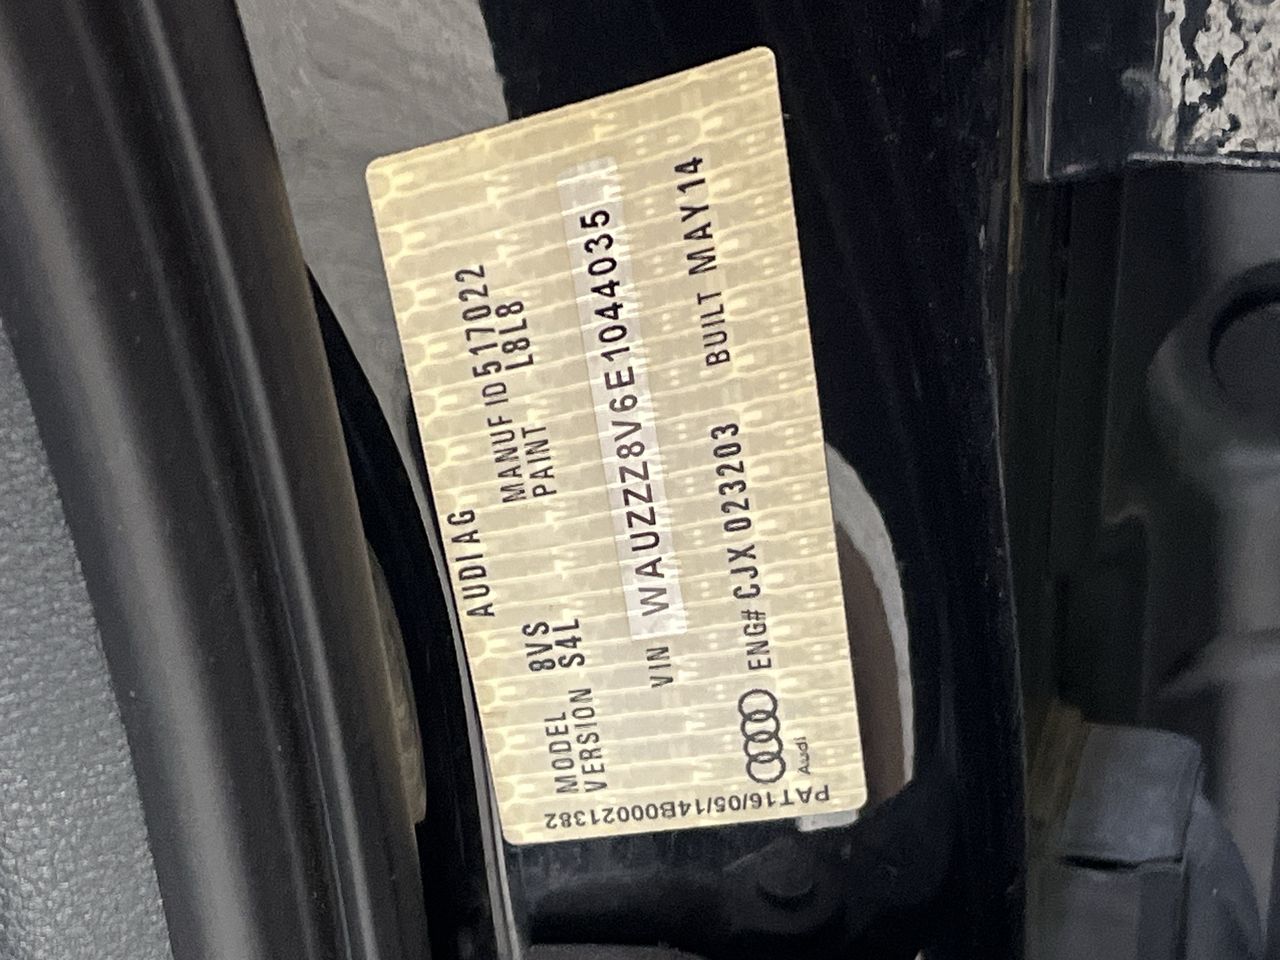 AUDI AG
MODEL 8VS MANUF ID 517022
VERSION S4L PAINT L8L8
VIN WAUZZZ8V6E1044035
ENG# CJX 023203 BUILT MAY14
Audi
PAT16/05/14B00021382